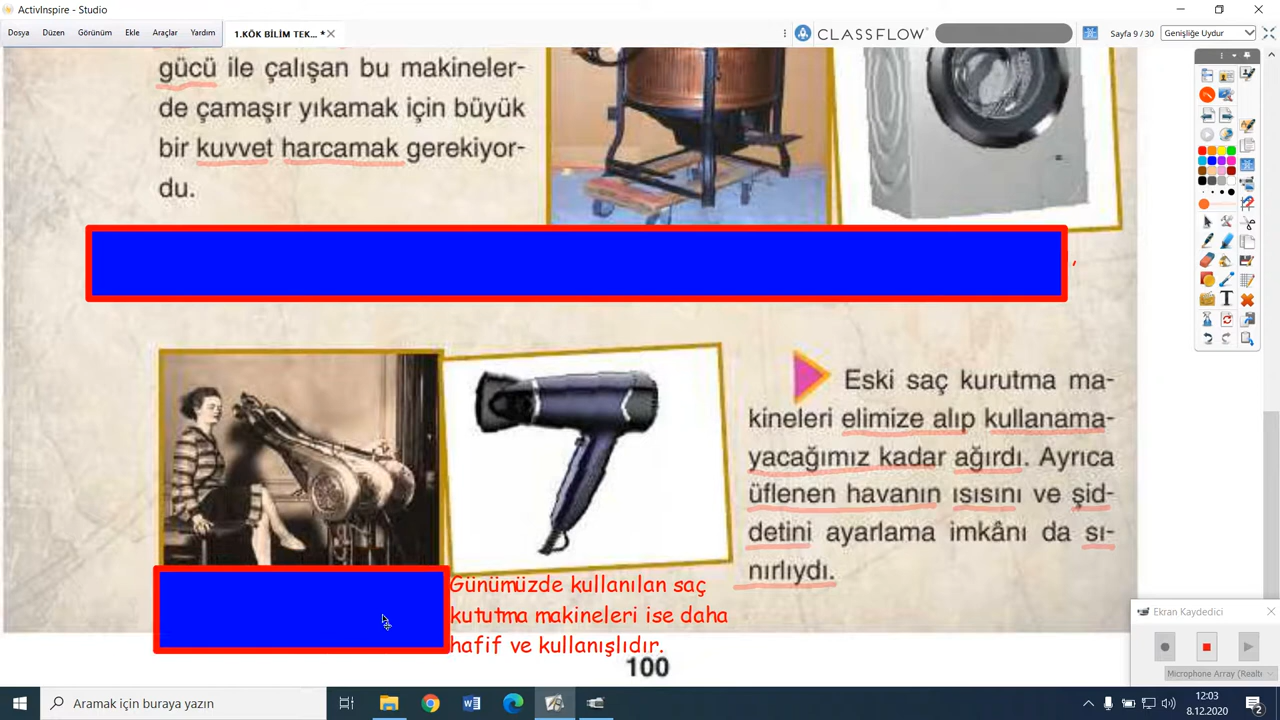 ActivInspire - Studio
Dosya Düzen Görünüm Ekle Araçlar Yardım
1.KÖK BİLİM TEK... *
CLASSFLOW
Sayfa 9 / 30
Genişliğe Uydur
gücü ile çalışan bu makineler-
de çamaşır yıkamak için büyük
bir kuvvet harcamak gerekiyor-
du.
,
Eski saç kurutma ma-
kineleri elimize alıp kullanama-
yacağımız kadar ağırdı. Ayrıca
üflenen havanın ısısını ve şid-
detini ayarlama imkânı da sı-
nırlıydı.
Günümüzde kullanılan saç
kututma makineleri ise daha
hafif ve kullanışlıdır.
100
Ekran Kaydedici
Microphone Array (Realte
Aramak için buraya yazın
12:03
8.12.2020
2